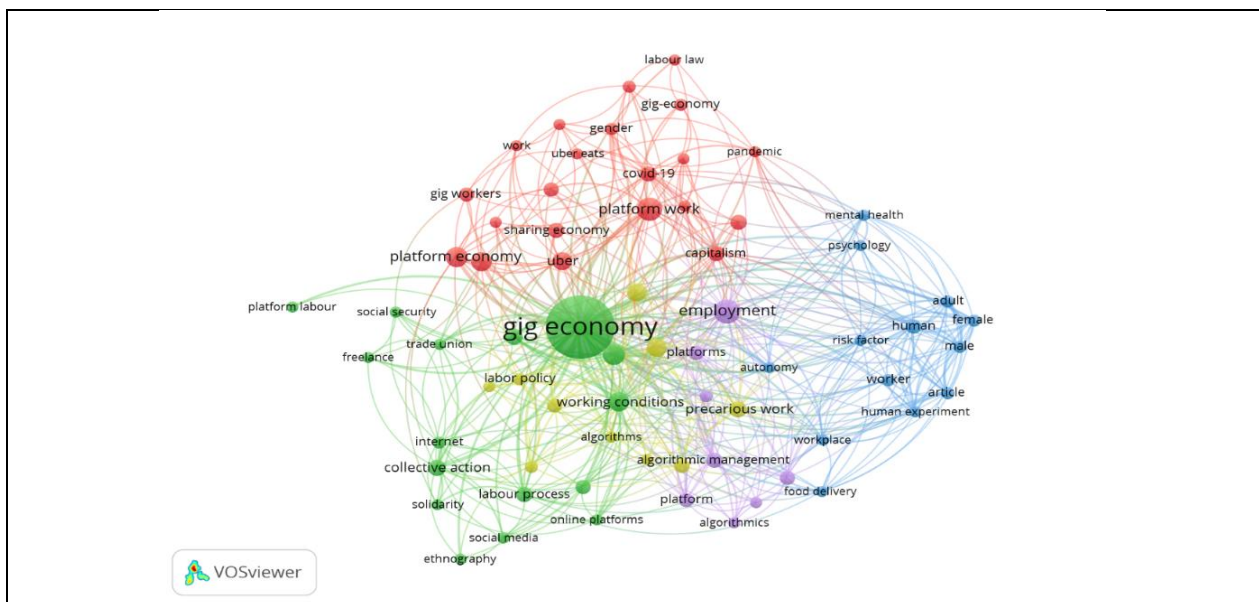 labour law
gig-economy
gender
work
uber eats
pandemic
covid-19
gig workers
platform work
mental health
sharing economy
psychology
capitalism
platform economy
uber
adult
platform labour
social security
employment
human
female
gig economy
risk factor
male
trade union
platforms
freelance
autonomy
labor policy
worker
article
working conditions
precarious work
human experiment
algorithms
workplace
internet
algorithmic management
collective action
food delivery
labour process
platform
solidarity
online platforms
algorithmics
social media
ethnography
VOSviewer